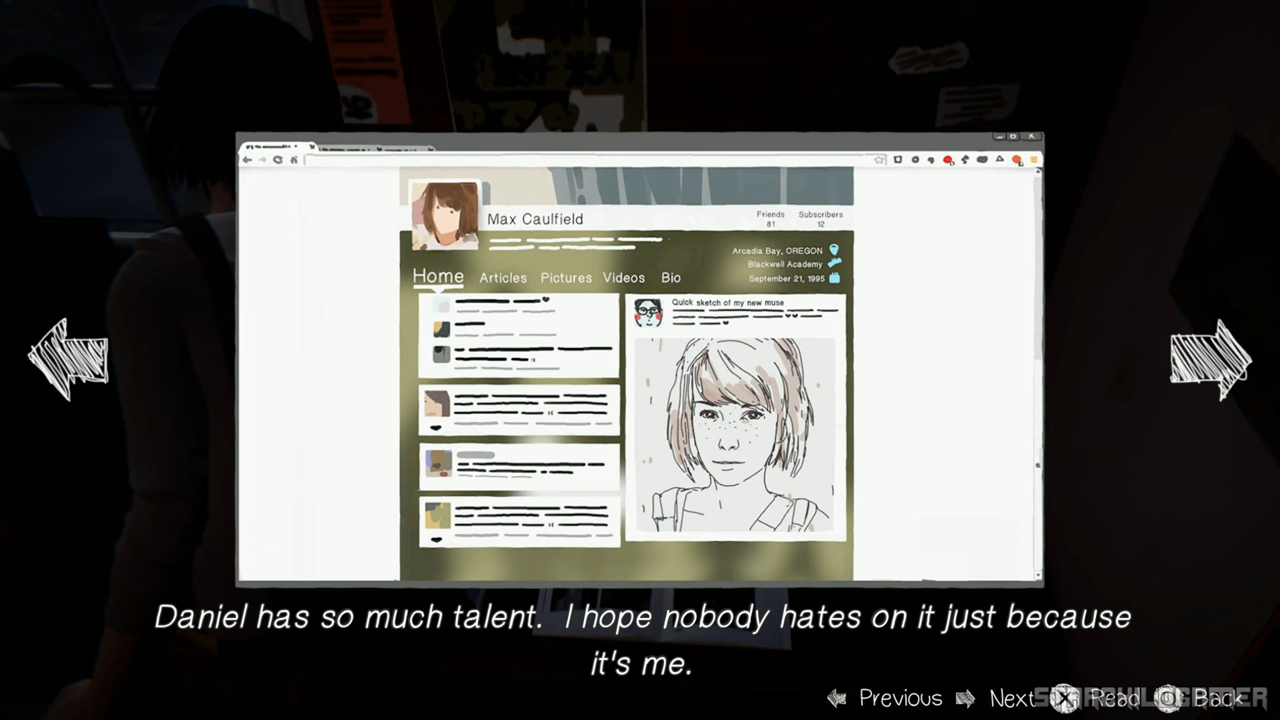 Max Caulfield
Friends
81
Subscribers
12
Arcadia Bay, OREGON
Blackwell Academy
September 21, 1995
Home Articles Pictures Videos Bio
Quick sketch of my new muse
Daniel has so much talent. I hope nobody hates on it just because
it's me.
Previous Next Read Back